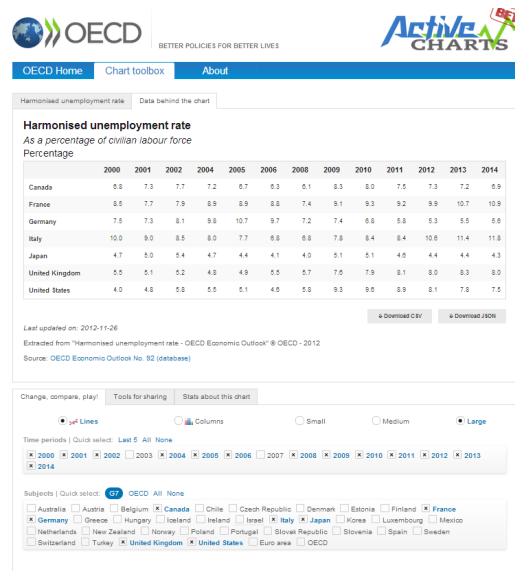 OECD
BETTER POLICIES FOR BETTER LIVES
Active
CHARTS
OECD Home Chart toolbox About
Harmonised unemployment rate Data behind the chart
Harmonised unemployment rate
As a percentage of civilian labour force
Percentage
2000 2001 2002 2004 2005 2006 2008 2009 2010 2011 2012 2013 2014
Canada 6.8 7.3 7.7 7.2 6.7 6.3 6.1 8.3 8.0 7.5 7.3 7.2 6.9
France 8.5 7.7 7.9 8.9 8.9 8.8 7.4 9.1 9.3 9.2 9.9 10.7 10.9
Germany 7.5 7.3 8.1 9.8 10.7 9.7 7.2 7.4 6.8 5.8 5.3 5.5 5.6
Italy 10.0 9.0 8.5 8.0 7.7 6.8 6.8 7.8 8.4 8.4 10.6 11.4 11.8
Japan 4.7 5.0 5.4 4.7 4.4 4.1 4.0 5.1 5.1 4.6 4.4 4.4 4.3
United Kingdom 5.5 5.1 5.2 4.8 4.9 5.5 5.7 7.6 7.9 8.1 8.0 8.3 8.0
United States 4.0 4.8 5.8 5.5 5.1 4.6 5.8 9.3 9.6 8.9 8.1 7.8 7.5
Download CSV Download JSON
Last updated on: 2012-11-26
Extracted from "Harmonised unemployment rate - OECD Economic Outlook" ® OECD - 2012
Source: OECD Economic Outlook No. 92 (database)
Change, compare, play! Tools for sharing Stats about this chart
Lines Columns Small Medium Large
Time periods | Quick select: Last 5 All None
2000 2001 2002 2003 2004 2005 2006 2007 2008 2009 2010 2011 2012 2013
2014
Subjects | Quick select: G7 OECD All None
Australia Austria Belgium Canada Chile Czech Republic Denmark Estonia Finland France
Germany Greece Hungary Iceland Ireland Israel Italy Japan Korea Luxembourg Mexico
Netherlands New Zealand Norway Poland Portugal Slovak Republic Slovenia Spain Sweden
Switzerland Turkey United Kingdom United States Euro area OECD